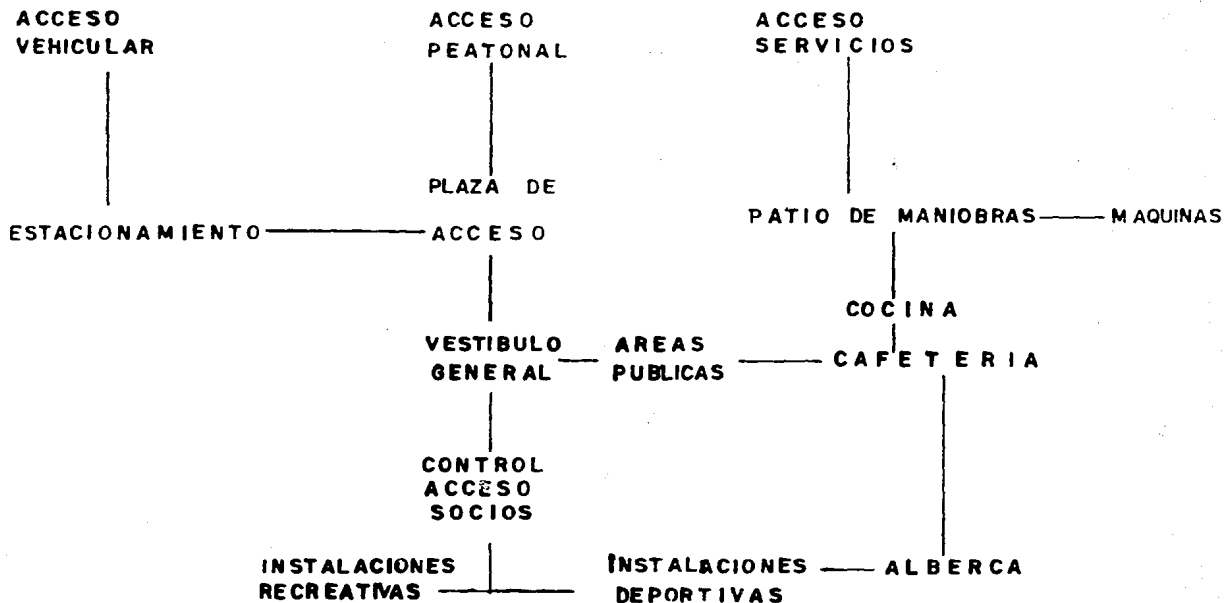 ACCESO
VEHICULAR
ACCESO
PEATONAL
ACCESO
SERVICIOS
PLAZA DE
ACCESO
ESTACIONAMIENTO
PATIO DE MANIOBRAS
MAQUINAS
COCINA
VESTIBULO
GENERAL
AREAS
PUBLICAS
CAFETERIA
CONTROL
ACCESO
SOCIOS
INSTALACIONES
RECREATIVAS
INSTALACIONES
DEPORTIVAS
ALBERCA